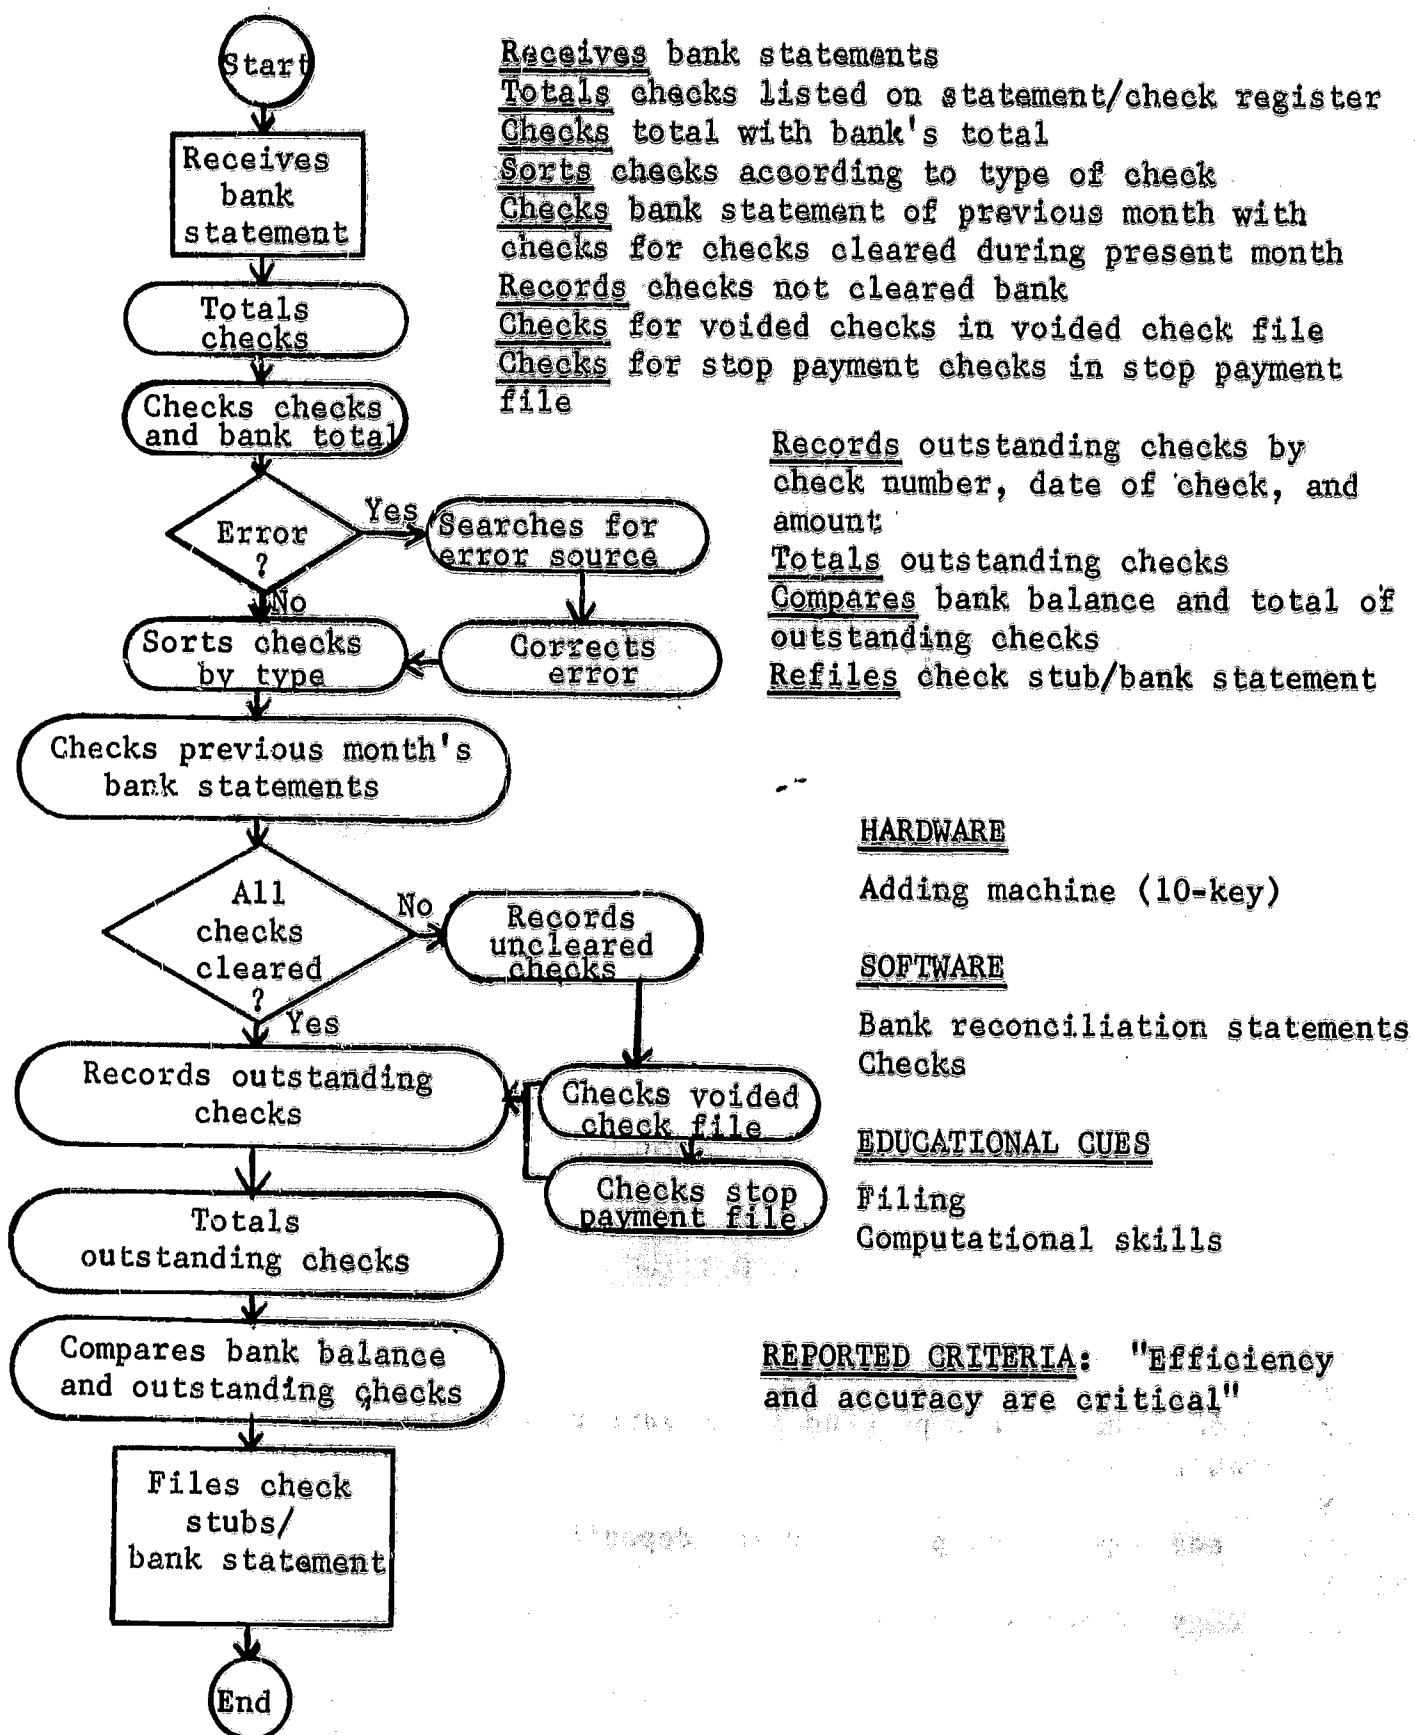 Start
Receives
bank
statement
Totals
checks
Checks checks
and bank total
Error
?
Yes
Searches for
error source
No
Sorts checks
by type
Corrects
error
Checks previous month's
bank statements
All
checks
cleared
?
No
Records
uncleared
checks
Yes
Records outstanding
checks
Checks voided
check file
Checks stop
payment file
Totals
outstanding checks
Compares bank balance
and outstanding checks
Files check
stubs/
bank statement
End
Receives bank statements
Totals checks listed on statement/check register
Checks total with bank's total
Sorts checks according to type of check
Checks bank statement of previous month with
checks for checks cleared during present month
Records checks not cleared bank
Checks for voided checks in voided check file
Checks for stop payment checks in stop payment
file
Records outstanding checks by
check number, date of check, and
amount
Totals outstanding checks
Compares bank balance and total of
outstanding checks
Refiles check stub/bank statement
HARDWARE
Adding machine (10-key)
SOFTWARE
Bank reconciliation statements
Checks
EDUCATIONAL CUES
Filing
Computational skills
REPORTED CRITERIA: "Efficiency
and accuracy are critical"